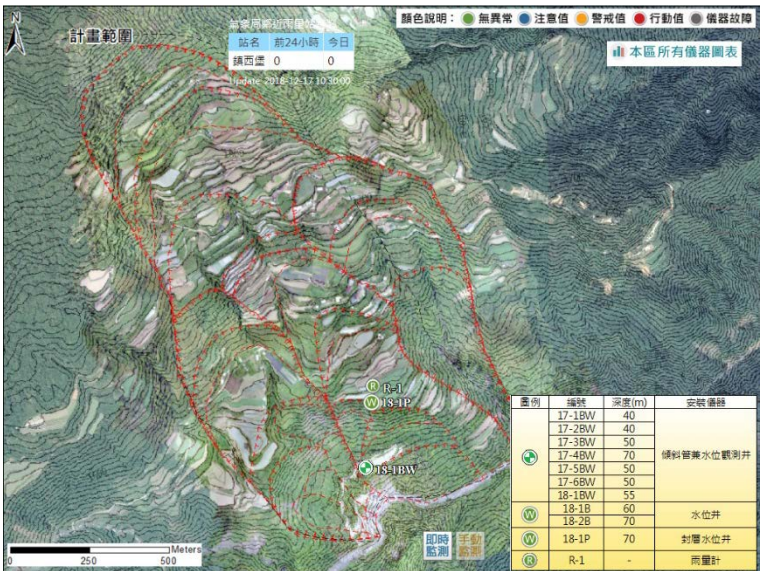 N
計畫範圍
顏色說明： 無異常 注意值 警戒值 行動值 儀器故障
站名 前24小時 今日
鎮西堡 0 0
Update 2018-12-17 10:30:00
本區所有儀器圖表
R R-1
W 18-1P
18-1BW
圖例 編號 深度(m) 安裝儀器
17-1BW 40
17-2BW 40
17-3BW 50
17-4BW 70 傾斜管兼水位觀測井
17-5BW 50
17-6BW 50
18-1BW 55
W 18-1B 60 水位井
18-2B 70
W 18-1P 70 封層水位井
R R-1 - 雨量計
即時 手動
監測 監測
Meters
0 250 500